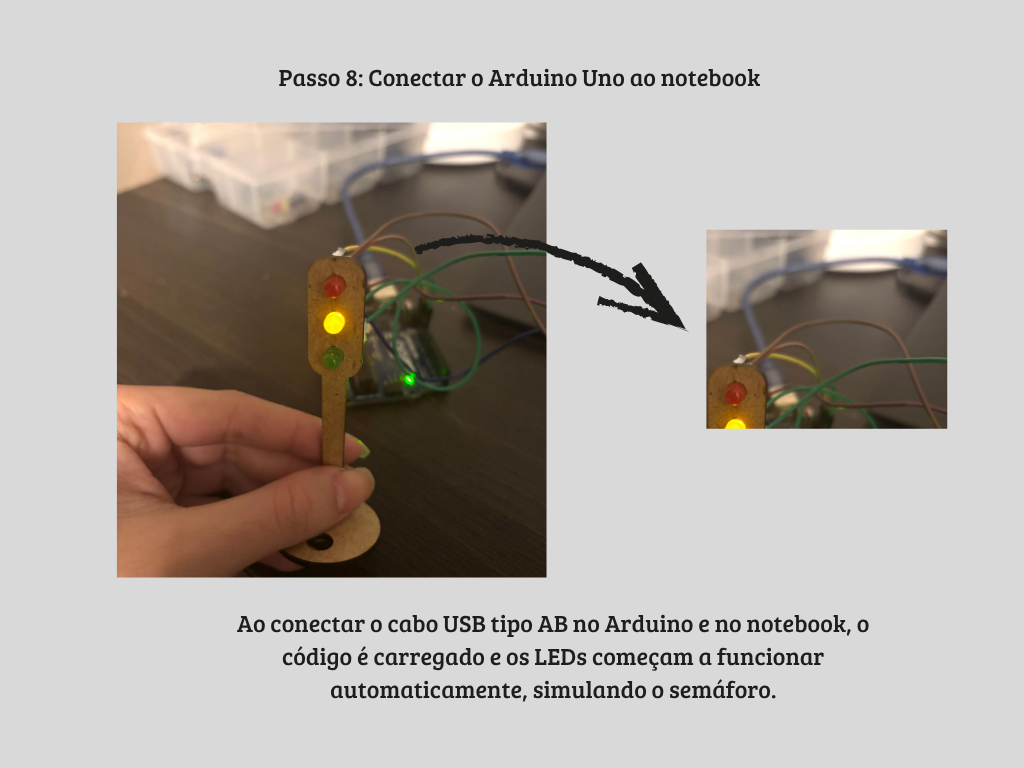 Passo 8: Conectar o Arduino Uno ao notebook
Ao conectar o cabo USB tipo AB no Arduino e no notebook, o
código é carregado e os LEDs começam a funcionar
automaticamente, simulando o semáforo.